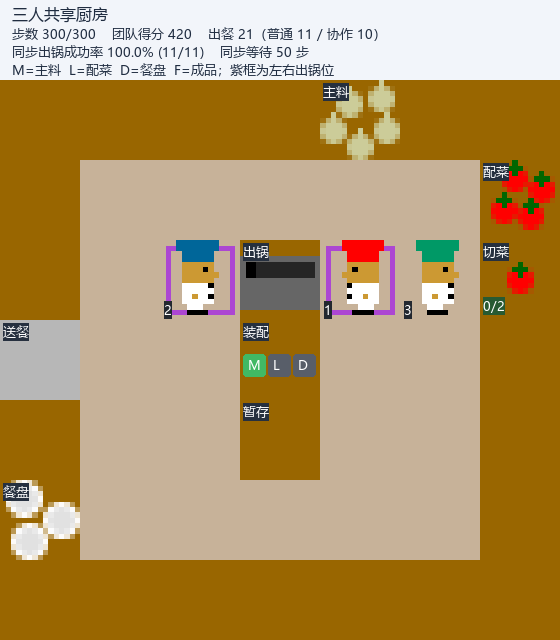 三人共享厨房
步数 300/300 团队得分 420 出餐 21（普通 11 / 协作 10）
同步出锅成功率 100.0% (11/11) 同步等待 50 步
M=主料 L=配菜 D=餐盘 F=成品；紫框为左右出锅位
主料
配菜
出锅
切菜
2
1
3
0/2
送餐
装配
M L D
暂存
餐盘